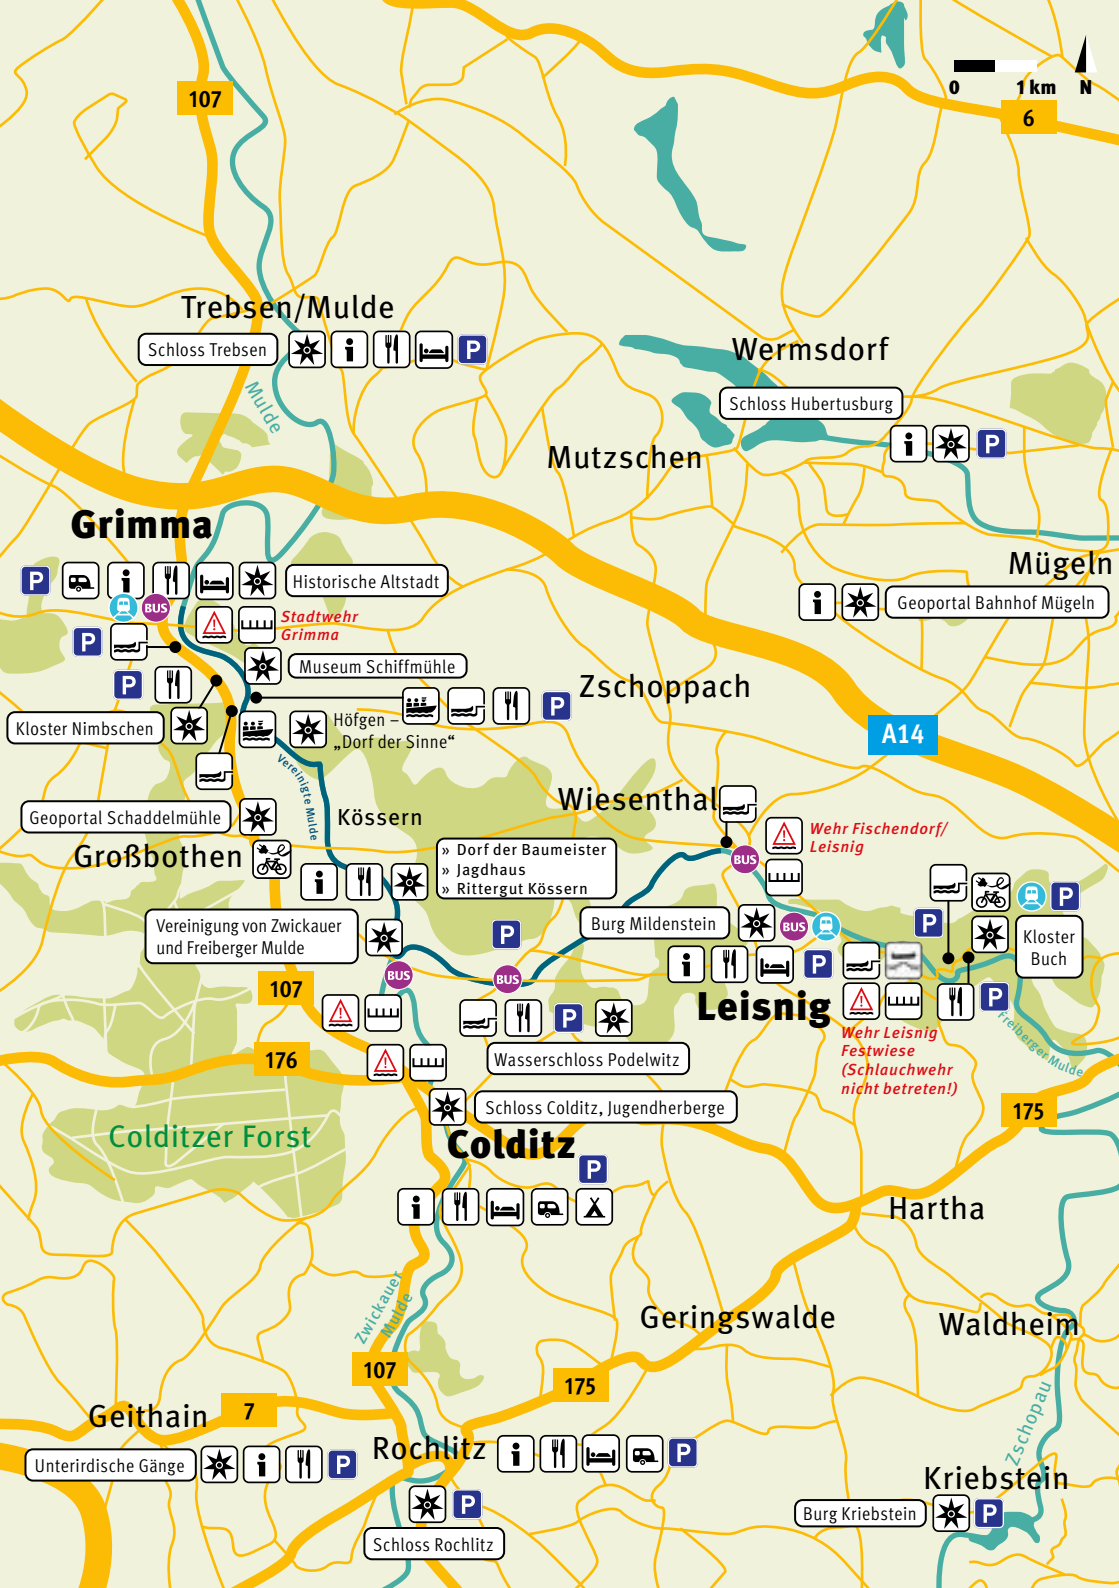 107
0
1 km
N
6
Trebsen/Mulde
Schloss Trebsen
i
P
Mulde
Wermsdorf
Schloss Hubertusburg
i
P
Mutzschen
Grimma
P
i
Historische Altstadt
BUS
Stadtwehr
Grimma
P
Museum Schiffmühle
P
Kloster Nimbschen
Höfgen –
„Dorf der Sinne“
P
Zschoppach
Mügeln
i
Geoportal Bahnhof Mügeln
A14
Vereinigte Mulde
Geoportal Schaddelmühle
Kössern
Großbothen
i
» Dorf der Baumeister
» Jagdhaus
» Rittergut Kössern
Wiesenthal
BUS
Wehr Fischendorf/
Leisnig
Vereinigung von Zwickauer
und Freiberger Mulde
P
Burg Mildenstein
BUS
P
P
Kloster
Buch
BUS
BUS
i
P
107
Leisnig
P
P
Wasserschloss Podelwitz
Wehr Leisnig
Festwiese
(Schlauchwehr
nicht betreten!)
Freiberger Mulde
176
175
Schloss Colditz, Jugendherberge
Colditzer Forst
Colditz
P
i
Hartha
Zwickauer
Mulde
Geringswalde
Waldheim
107
175
Zschopau
Geithain
7
Unterirdische Gänge
i
P
Rochlitz
i
P
Kriebstein
Burg Kriebstein
P
P
Schloss Rochlitz